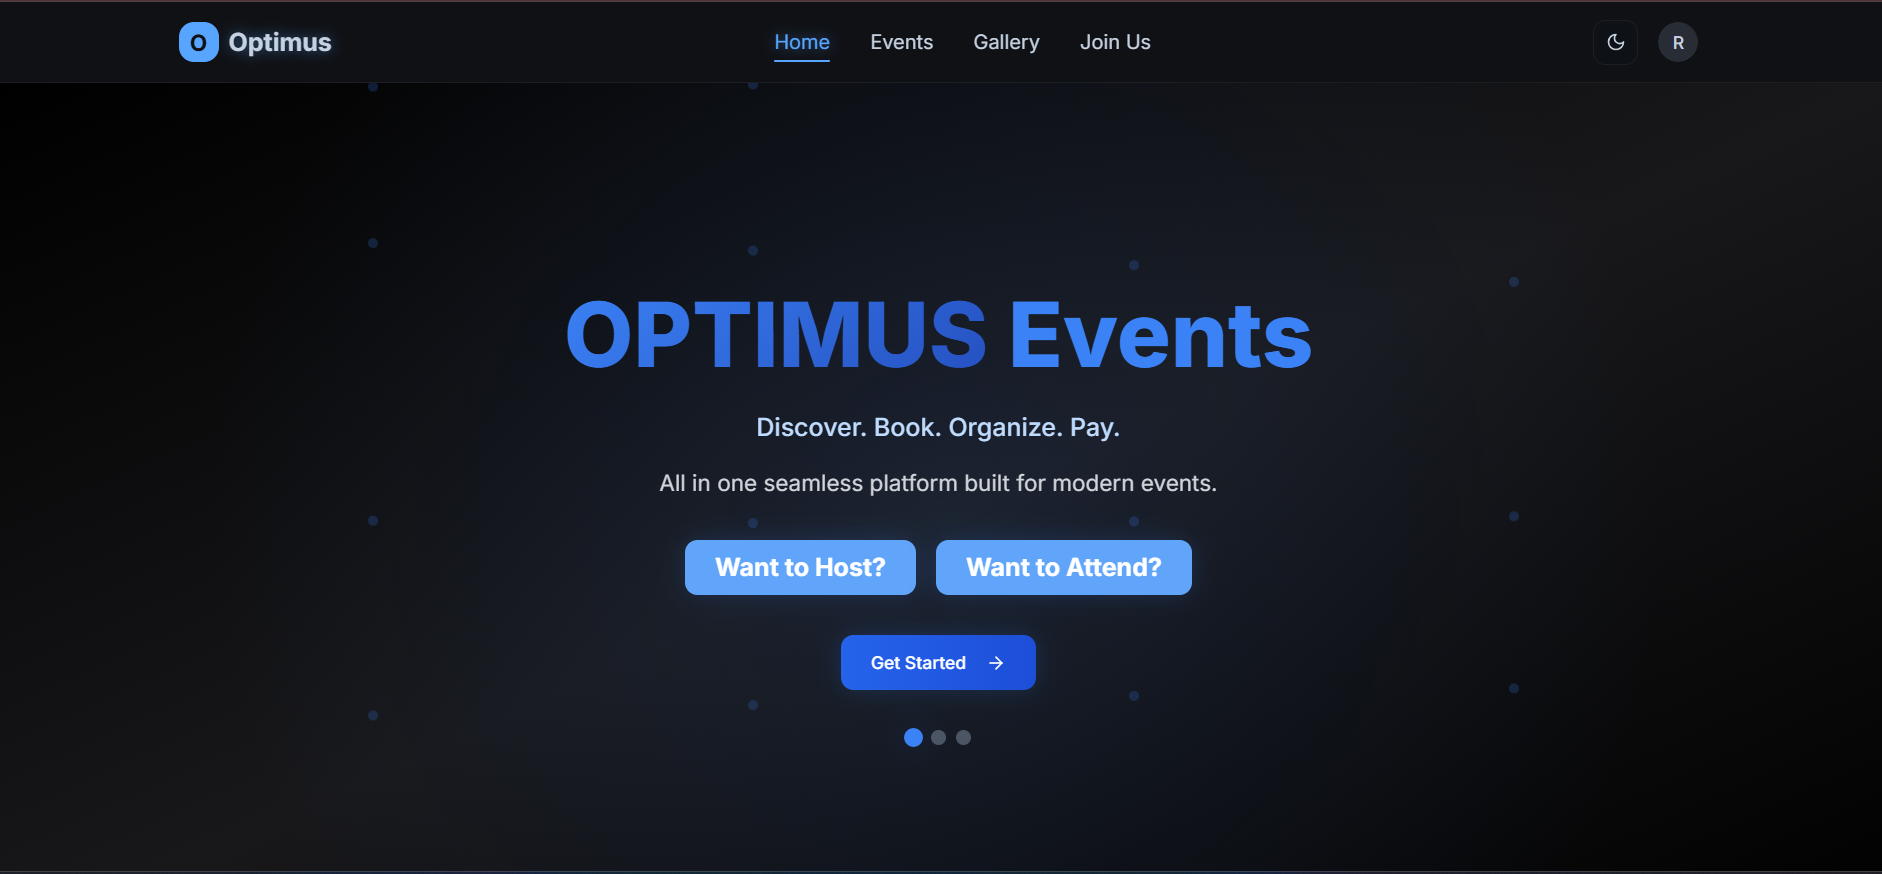 O Optimus
Home Events Gallery Join Us
R
OPTIMUS Events
Discover. Book. Organize. Pay.
All in one seamless platform built for modern events.
Want to Host? Want to Attend?
Get Started